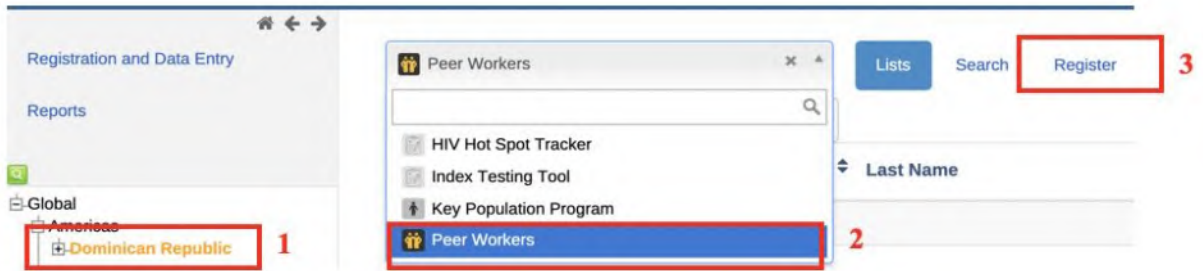 Registration and Data Entry
Reports
Global
Americas
Dominican Republic
1
Peer Workers
HIV Hot Spot Tracker
Index Testing Tool
Key Population Program
Peer Workers
2
Lists
Search
Register
3
Last Name